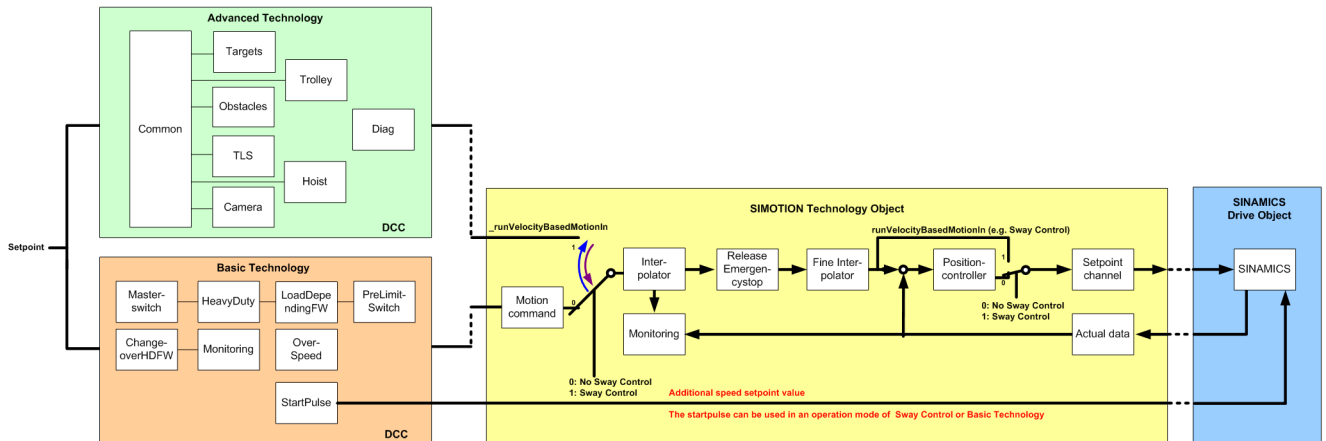 Setpoint
Advanced Technology
Common
Targets
Trolley
Obstacles
Diag
TLS
Hoist
Camera
DCC
Basic Technology
Master-
switch
HeavyDuty
LoadDepe
ndingFW
PreLimit-
Switch
Change-
overHDFW
Monitoring
Over-
Speed
StartPulse
DCC
SIMOTION Technology Object
_runVelocityBasedMotionIn
1
0
Motion
command
Inter-
polator
Release
Emergen-
cystop
Fine Inter-
polator
runVelocityBasedMotionIn (e.g. Sway Control)
Position-
controller
1
0
Setpoint
channel
0: No Sway Control
1: Sway Control
Monitoring
Actual data
0: No Sway Control
1: Sway Control
Additional speed setpoint value
The startpulse can be used in an operation mode of Sway Control or Basic Technology
SINAMICS
Drive Object
SINAMICS